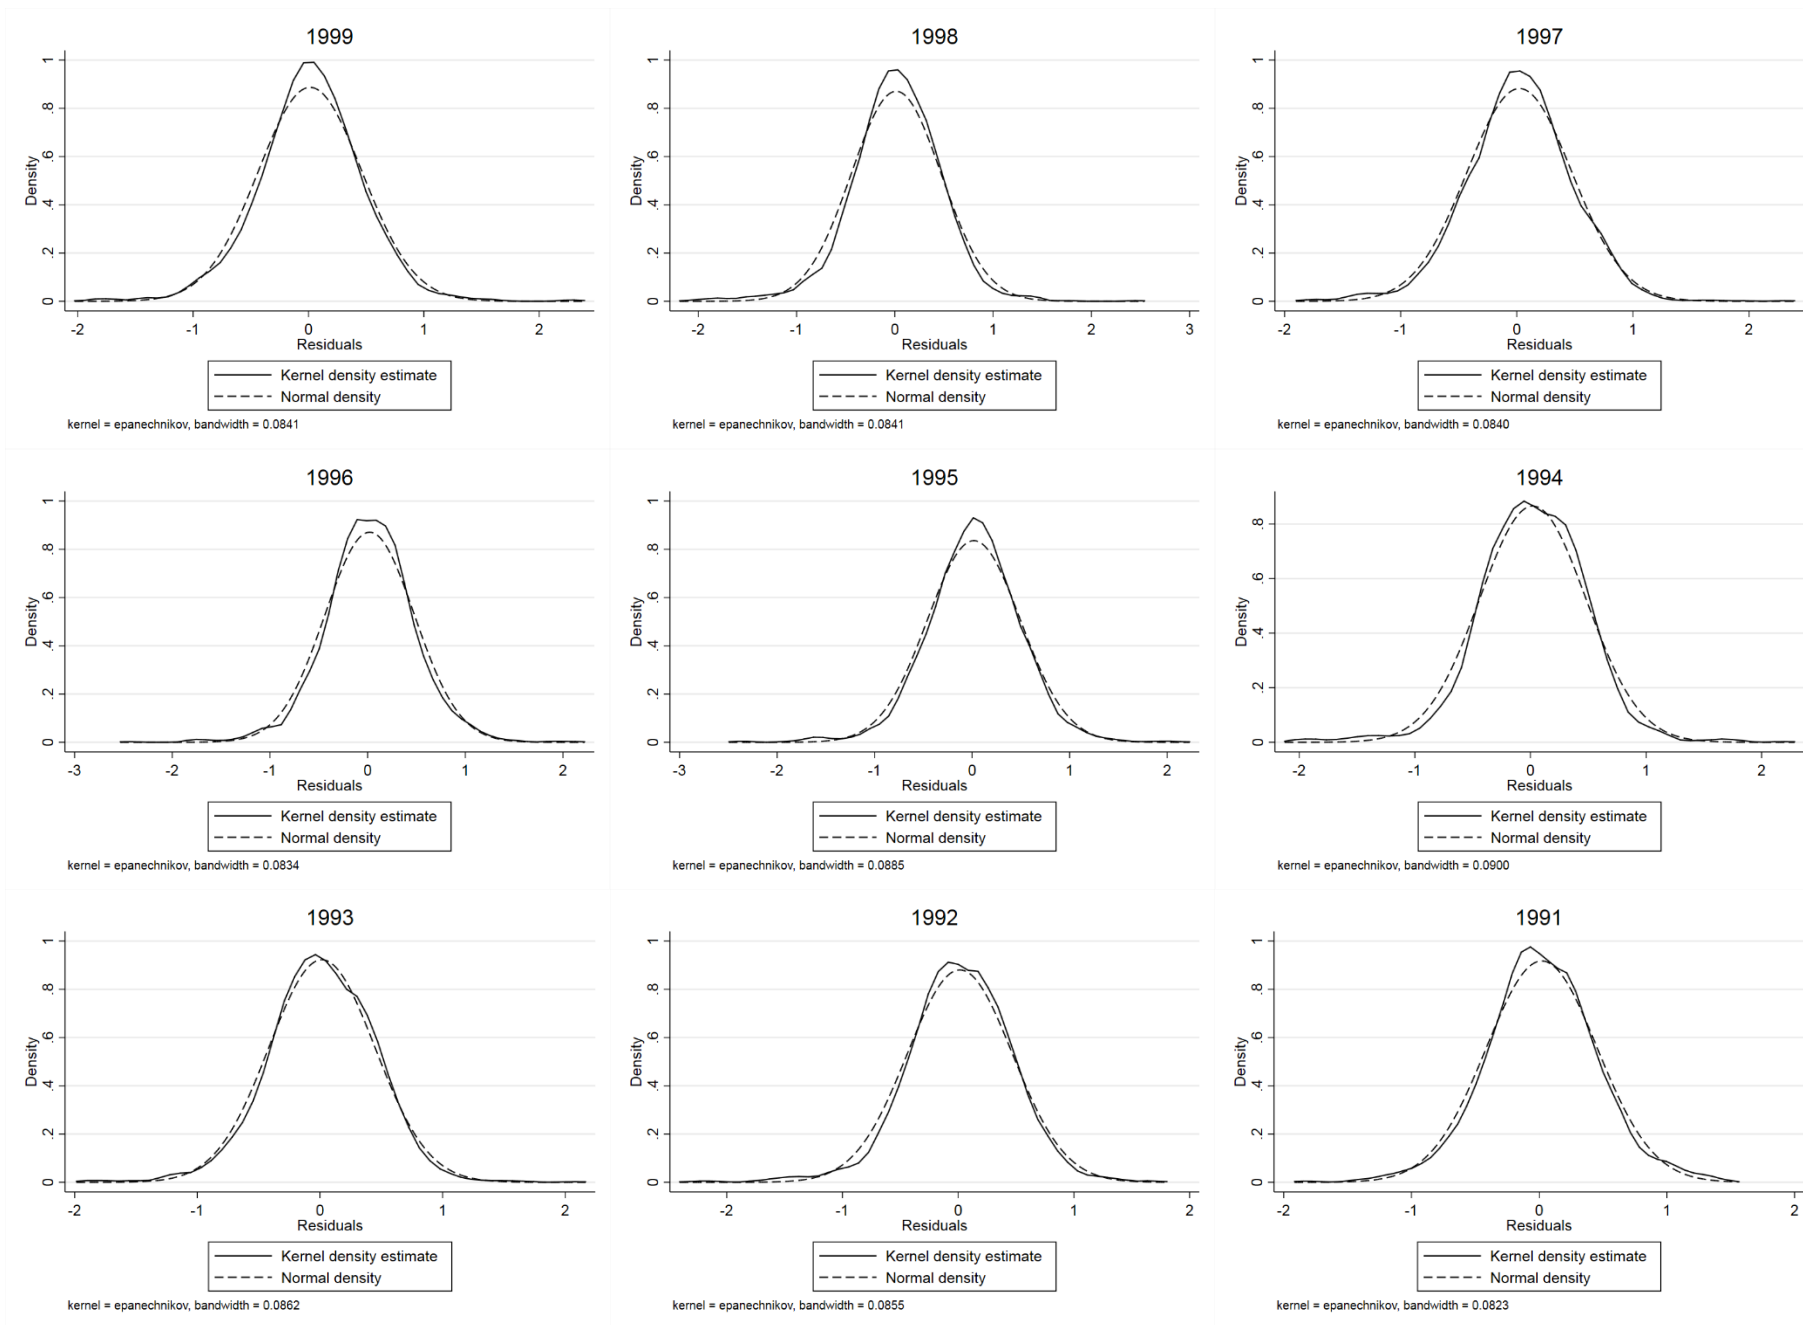 1999
Density
0 .2 .4 .6 .8 1
-2 -1 0 1 2
Residuals
Kernel density estimate
Normal density
kernel = epanechnikov, bandwidth = 0.0841
1998
Density
0 .2 .4 .6 .8 1
-2 -1 0 1 2 3
Residuals
Kernel density estimate
Normal density
kernel = epanechnikov, bandwidth = 0.0841
1997
Density
0 .2 .4 .6 .8 1
-2 -1 0 1 2
Residuals
Kernel density estimate
Normal density
kernel = epanechnikov, bandwidth = 0.0840
1996
Density
0 .2 .4 .6 .8 1
-3 -2 -1 0 1 2
Residuals
Kernel density estimate
Normal density
kernel = epanechnikov, bandwidth = 0.0834
1995
Density
0 .2 .4 .6 .8 1
-3 -2 -1 0 1 2
Residuals
Kernel density estimate
Normal density
kernel = epanechnikov, bandwidth = 0.0885
1994
Density
0 .2 .4 .6 .8
-2 -1 0 1 2
Residuals
Kernel density estimate
Normal density
kernel = epanechnikov, bandwidth = 0.0900
1993
Density
0 .2 .4 .6 .8 1
-2 -1 0 1 2
Residuals
Kernel density estimate
Normal density
kernel = epanechnikov, bandwidth = 0.0862
1992
Density
0 .2 .4 .6 .8 1
-2 -1 0 1 2
Residuals
Kernel density estimate
Normal density
kernel = epanechnikov, bandwidth = 0.0855
1991
Density
0 .2 .4 .6 .8 1
-2 -1 0 1 2
Residuals
Kernel density estimate
Normal density
kernel = epanechnikov, bandwidth = 0.0823